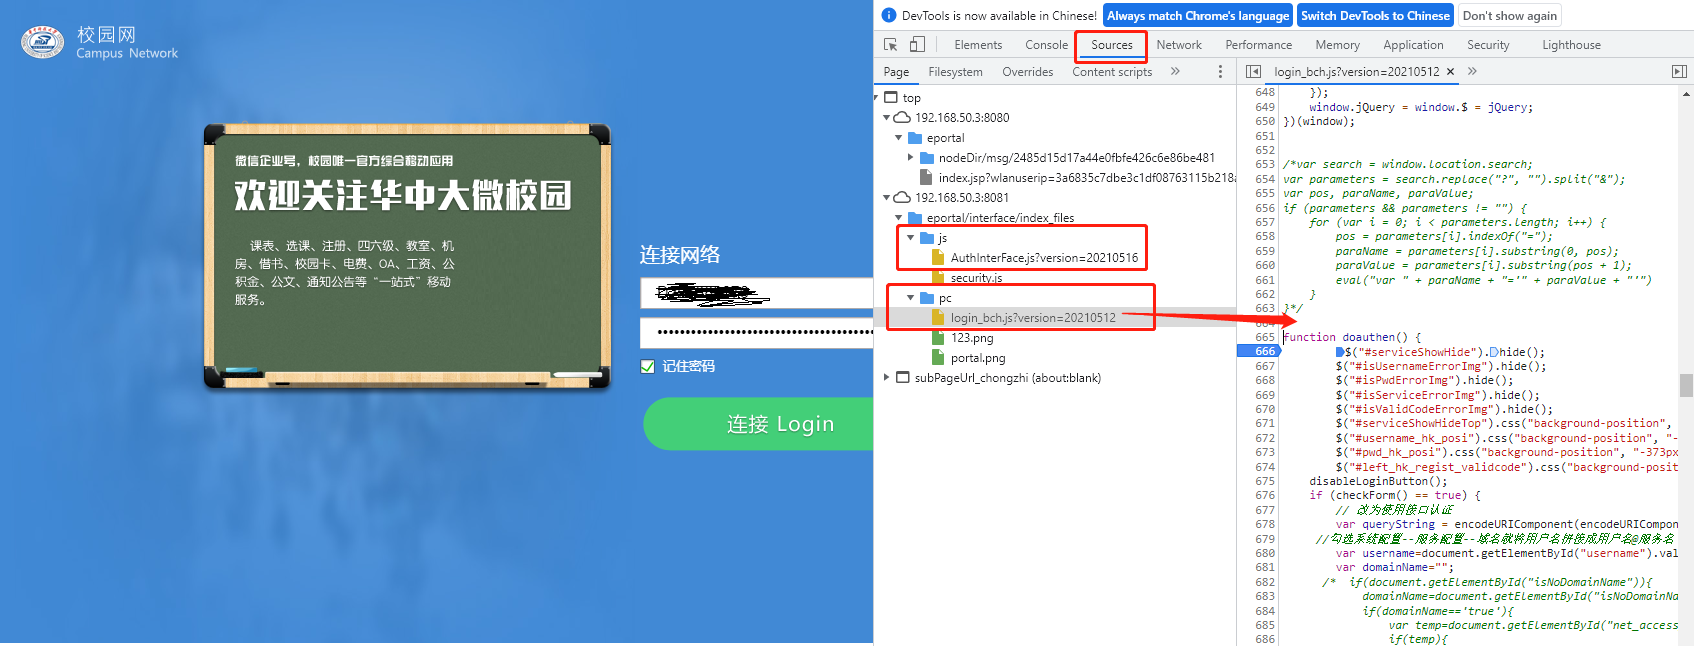 校园网
Campus Network
微信企业号，校园唯一官方综合移动应用
欢迎关注华中大微校园
课表、选课、注册、四六级、教室、机
房、借书、校园卡、电费、OA、工资、公
积金、公文、通知公告等“一站式”移动
服务。
连接网络
••••••••••••••••••••••••••••••••
记住密码
连接 Login
DevTools is now available in Chinese!
Always match Chrome's language
Switch DevTools to Chinese
Don't show again
Elements Console Sources Network Performance Memory Application Security Lighthouse
Page Filesystem Overrides Content scripts »
login_bch.js?version=20210512 × »
top
192.168.50.3:8080
eportal
nodeDir/msg/2485d15d17a44e0fbfe426c6e86be481
index.jsp?wlanuserip=3a6835c7dbe3c1df08763115b218a
192.168.50.3:8081
eportal/interface/index_files
js
AuthInterFace.js?version=20210516
security.js
pc
login_bch.js?version=20210512
123.png
portal.png
subPageUrl_chongzhi (about:blank)
648 });
649 window.jQuery = window.$ = jQuery;
650 })(window);
651
652
653 /*var search = window.location.search;
654 var parameters = search.replace("?", "").split("&");
655 var pos, paraName, paraValue;
656 if (parameters && parameters != "") {
657 for (var i = 0; i < parameters.length; i++) {
658 pos = parameters[i].indexOf("=");
659 paraName = parameters[i].substring(0, pos);
660 paraValue = parameters[i].substring(pos + 1);
661 eval("var " + paraName + "='" + paraValue + "'")
662 }
663 }*/
664
665 function doauthen() {
666 $("#serviceShowHide").hide();
667 $("#isUsernameErrorImg").hide();
668 $("#isPwdErrorImg").hide();
669 $("#isServiceErrorImg").hide();
670 $("#isValidCodeErrorImg").hide();
671 $("#serviceShowHideTop").css("background-position",
672 $("#username_hk_posi").css("background-position", "-
673 $("#pwd_hk_posi").css("background-position", "-373px
674 $("#left_hk_regist_validcode").css("background-posit
675 disableLoginButton();
676 if (checkForm() == true) {
677 // 改为使用接口认证
678 var queryString = encodeURIComponent(encodeURICompon
679 //勾选系统配置--服务配置--域名就将用户名拼接成用户名@服务名
680 var username=document.getElementById("username").val
681 var domainName="";
682 /* if(document.getElementById("isNoDomainName")){
683 domainName=document.getElementById("isNoDomainNa
684 if(domainName=='true'){
685 var temp=document.getElementById("net_access
686 if(temp){